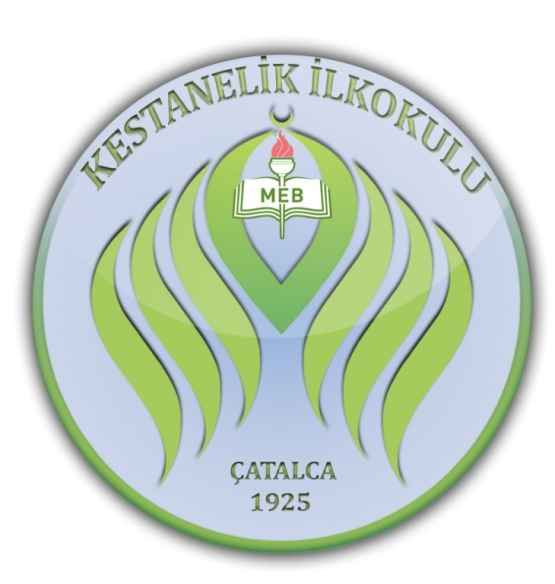 KESTANELİK İLKOKULU
MEB
ÇATALCA
1925